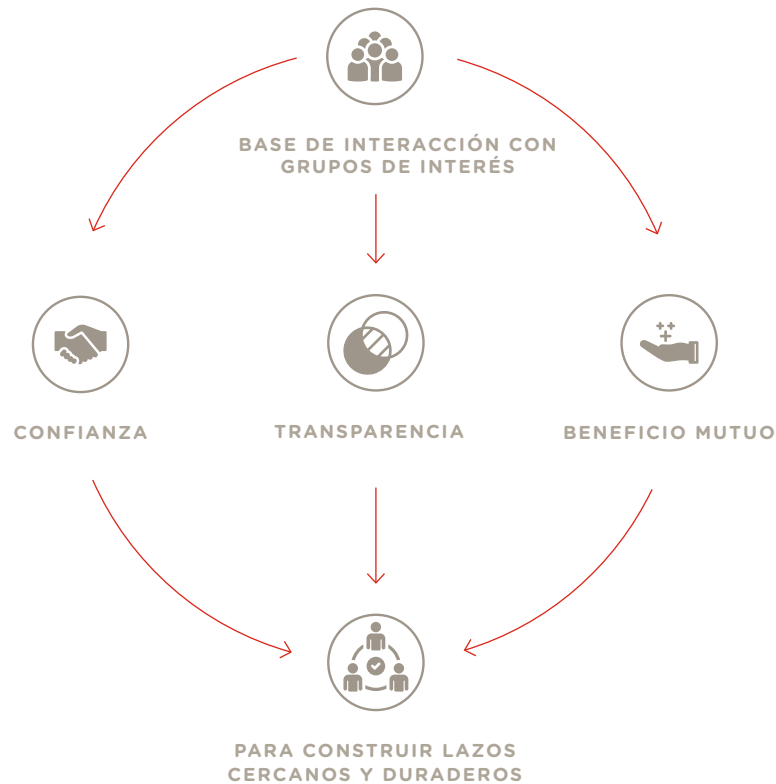 BASE DE INTERACCIÓN CON
GRUPOS DE INTERÉS
CONFIANZA
TRANSPARENCIA
BENEFICIO MUTUO
PARA CONSTRUIR LAZOS
CERCANOS Y DURADEROS